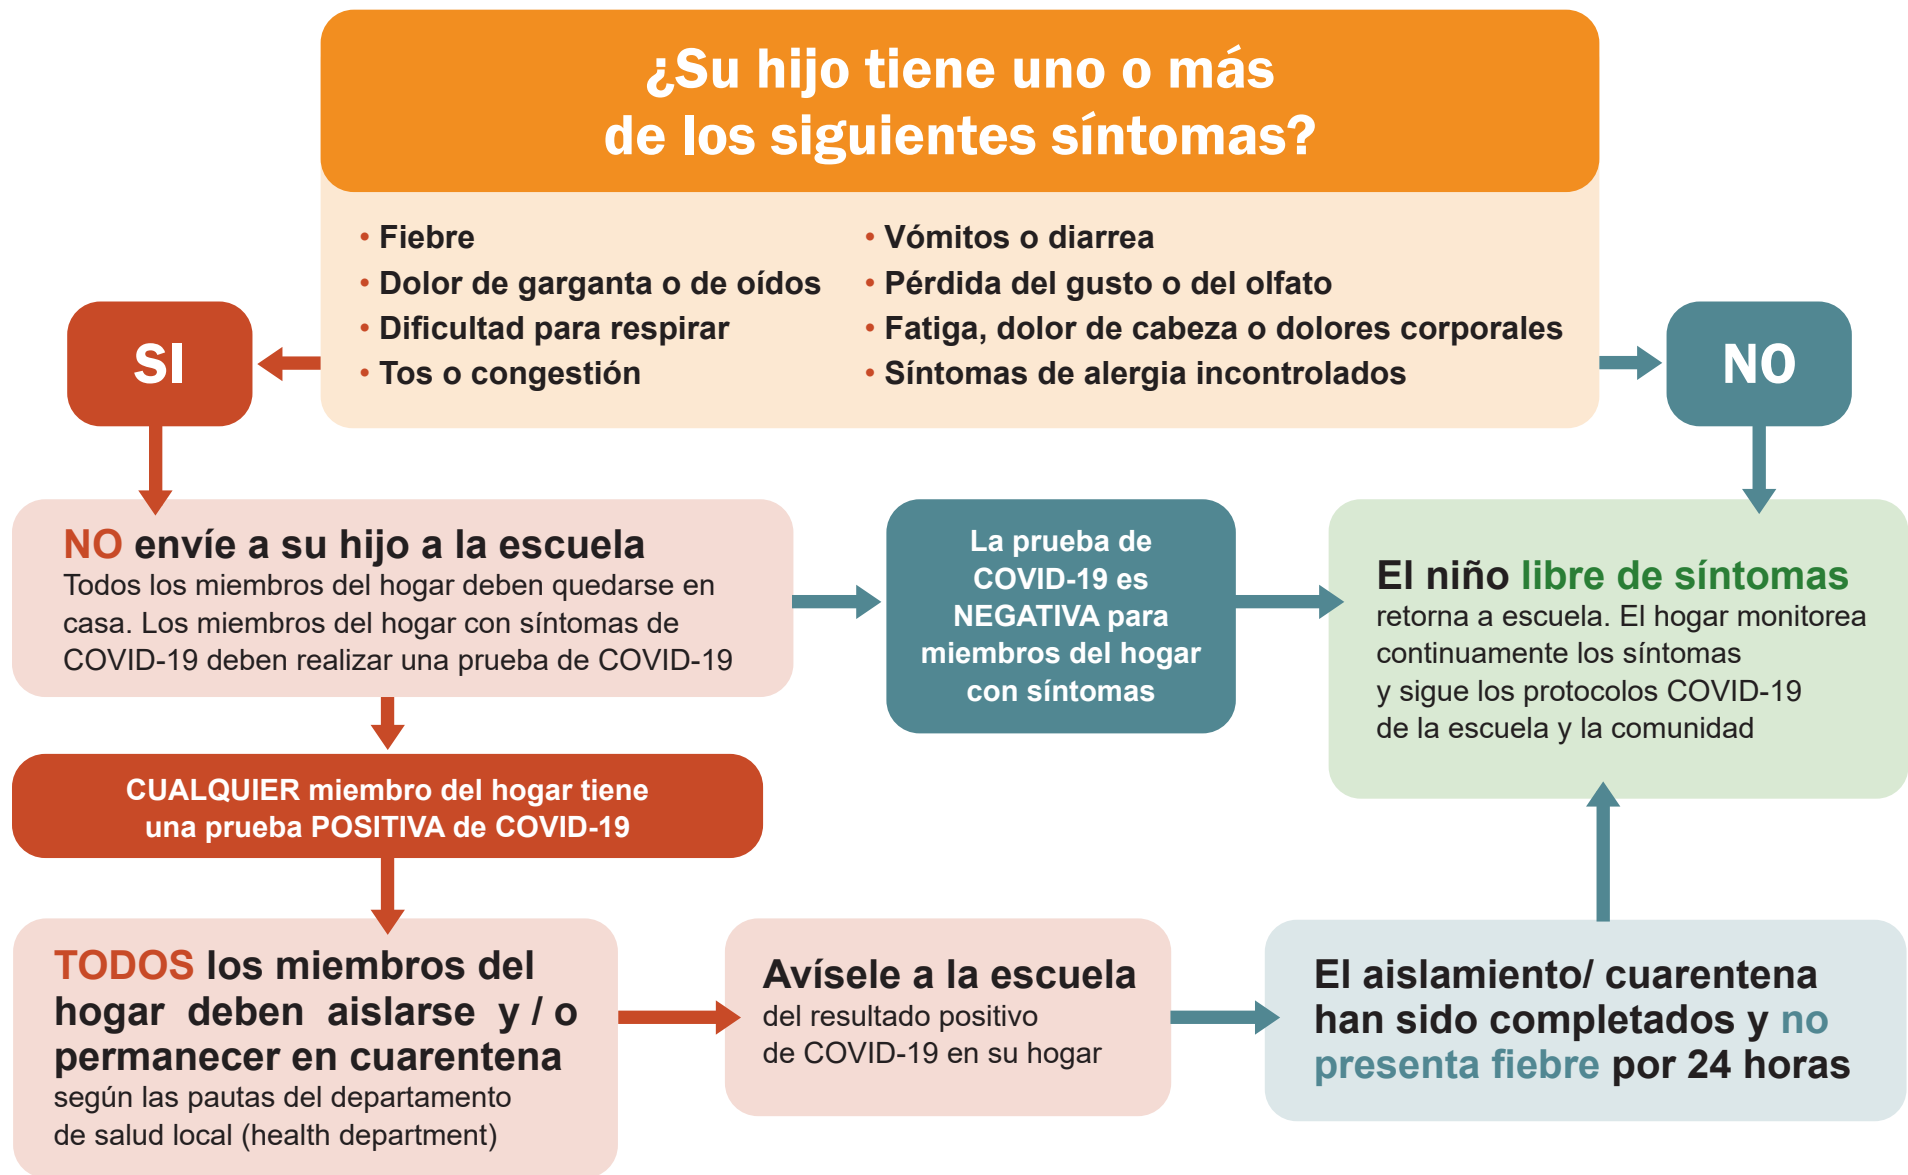 ¿Su hijo tiene uno o más
de los siguientes síntomas?
• Fiebre
• Dolor de garganta o de oídos
• Dificultad para respirar
• Tos o congestión
• Vómitos o diarrea
• Pérdida del gusto o del olfato
• Fatiga, dolor de cabeza o dolores corporales
• Síntomas de alergia incontrolados
SI
NO
NO envíe a su hijo a la escuela
Todos los miembros del hogar deben quedarse en
casa. Los miembros del hogar con síntomas de
COVID-19 deben realizar una prueba de COVID-19
La prueba de
COVID-19 es
NEGATIVA para
miembros del hogar
con síntomas
El niño libre de síntomas
retorna a escuela. El hogar monitorea
continuamente los síntomas
y sigue los protocolos COVID-19
de la escuela y la comunidad
CUALQUIER miembro del hogar tiene
una prueba POSITIVA de COVID-19
TODOS los miembros del
hogar deben aislarse y / o
permanecer en cuarentena
según las pautas del departamento
de salud local (health department)
Avísele a la escuela
del resultado positivo
de COVID-19 en su hogar
El aislamiento/ cuarentena
han sido completados y no
presenta fiebre por 24 horas